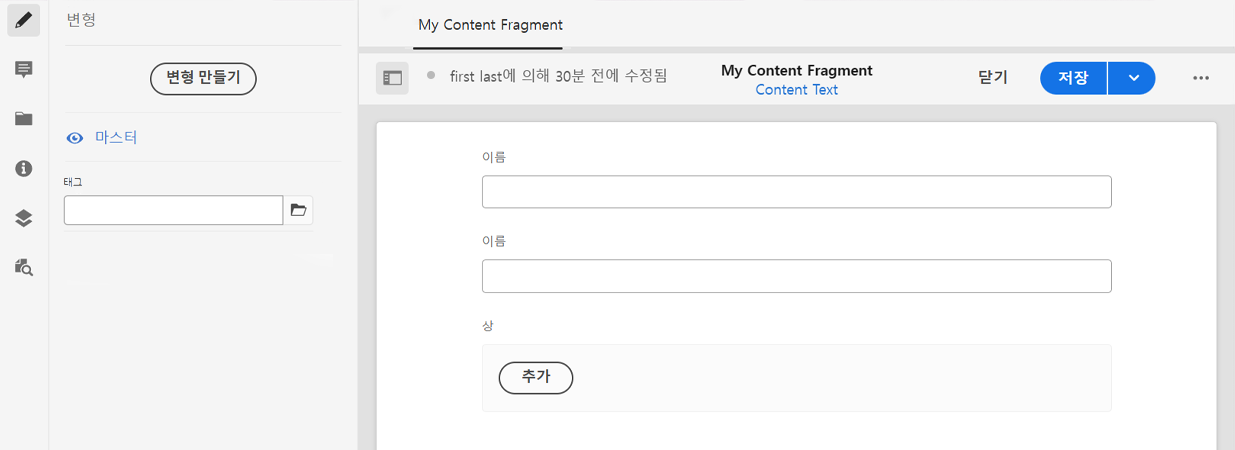 변형
변형 만들기
마스터
태그
My Content Fragment
first last에 의해 30분 전에 수정됨
My Content Fragment
Content Text
닫기
저장
이름
이름
상
추가